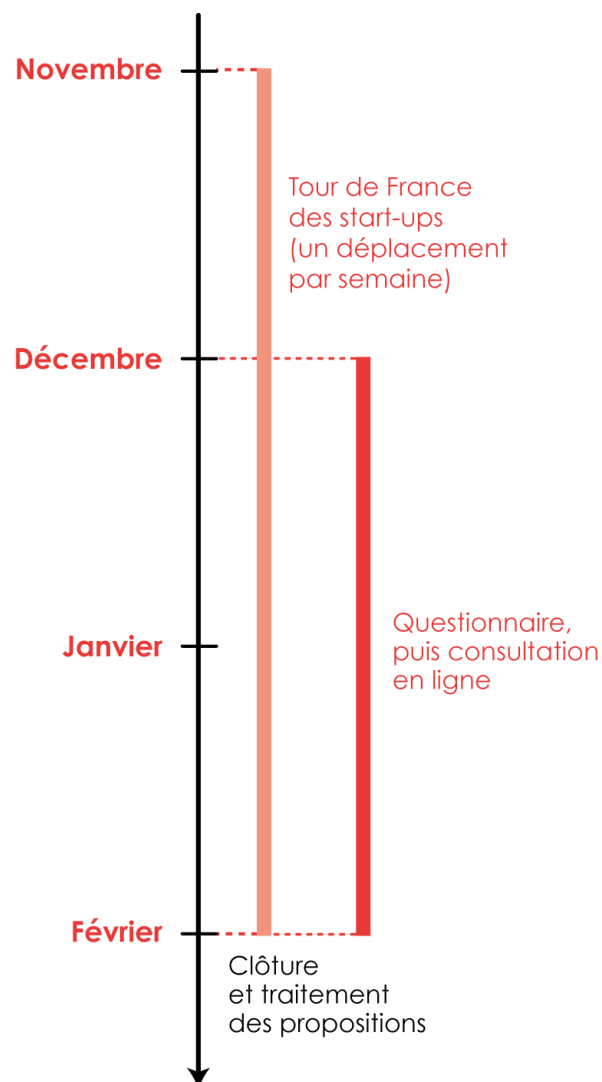 Novembre
Tour de France
des start-ups
(un déplacement
par semaine)
Décembre
Janvier
Questionnaire,
puis consultation
en ligne
Février
Clôture
et traitement
des propositions